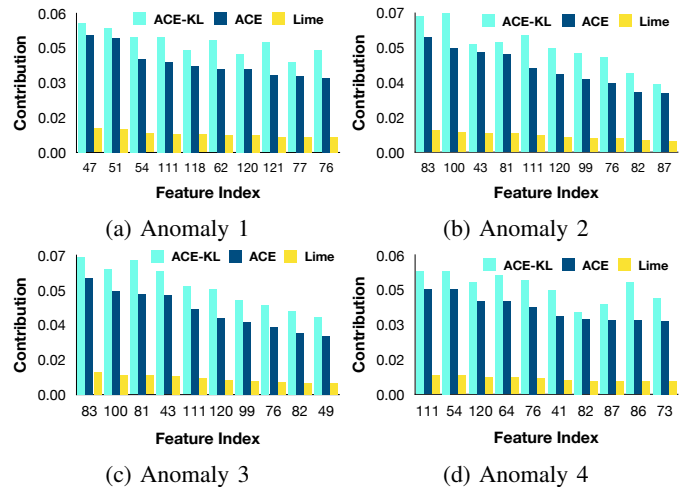 ACE-KL ACE Lime
0.06
0.05
0.03
0.02
0.00
Contribution
47 51 54 111 118 62 120 121 77 76
Feature Index
(a) Anomaly 1
ACE-KL ACE Lime
0.07
0.05
0.04
0.02
0.00
Contribution
83 100 43 81 111 120 99 76 82 87
Feature Index
(b) Anomaly 2
ACE-KL ACE Lime
0.07
0.05
0.04
0.02
0.00
Contribution
83 100 81 43 111 120 99 76 82 49
Feature Index
(c) Anomaly 3
ACE-KL ACE Lime
0.06
0.05
0.03
0.02
0.00
Contribution
111 54 120 64 76 41 82 87 86 73
Feature Index
(d) Anomaly 4